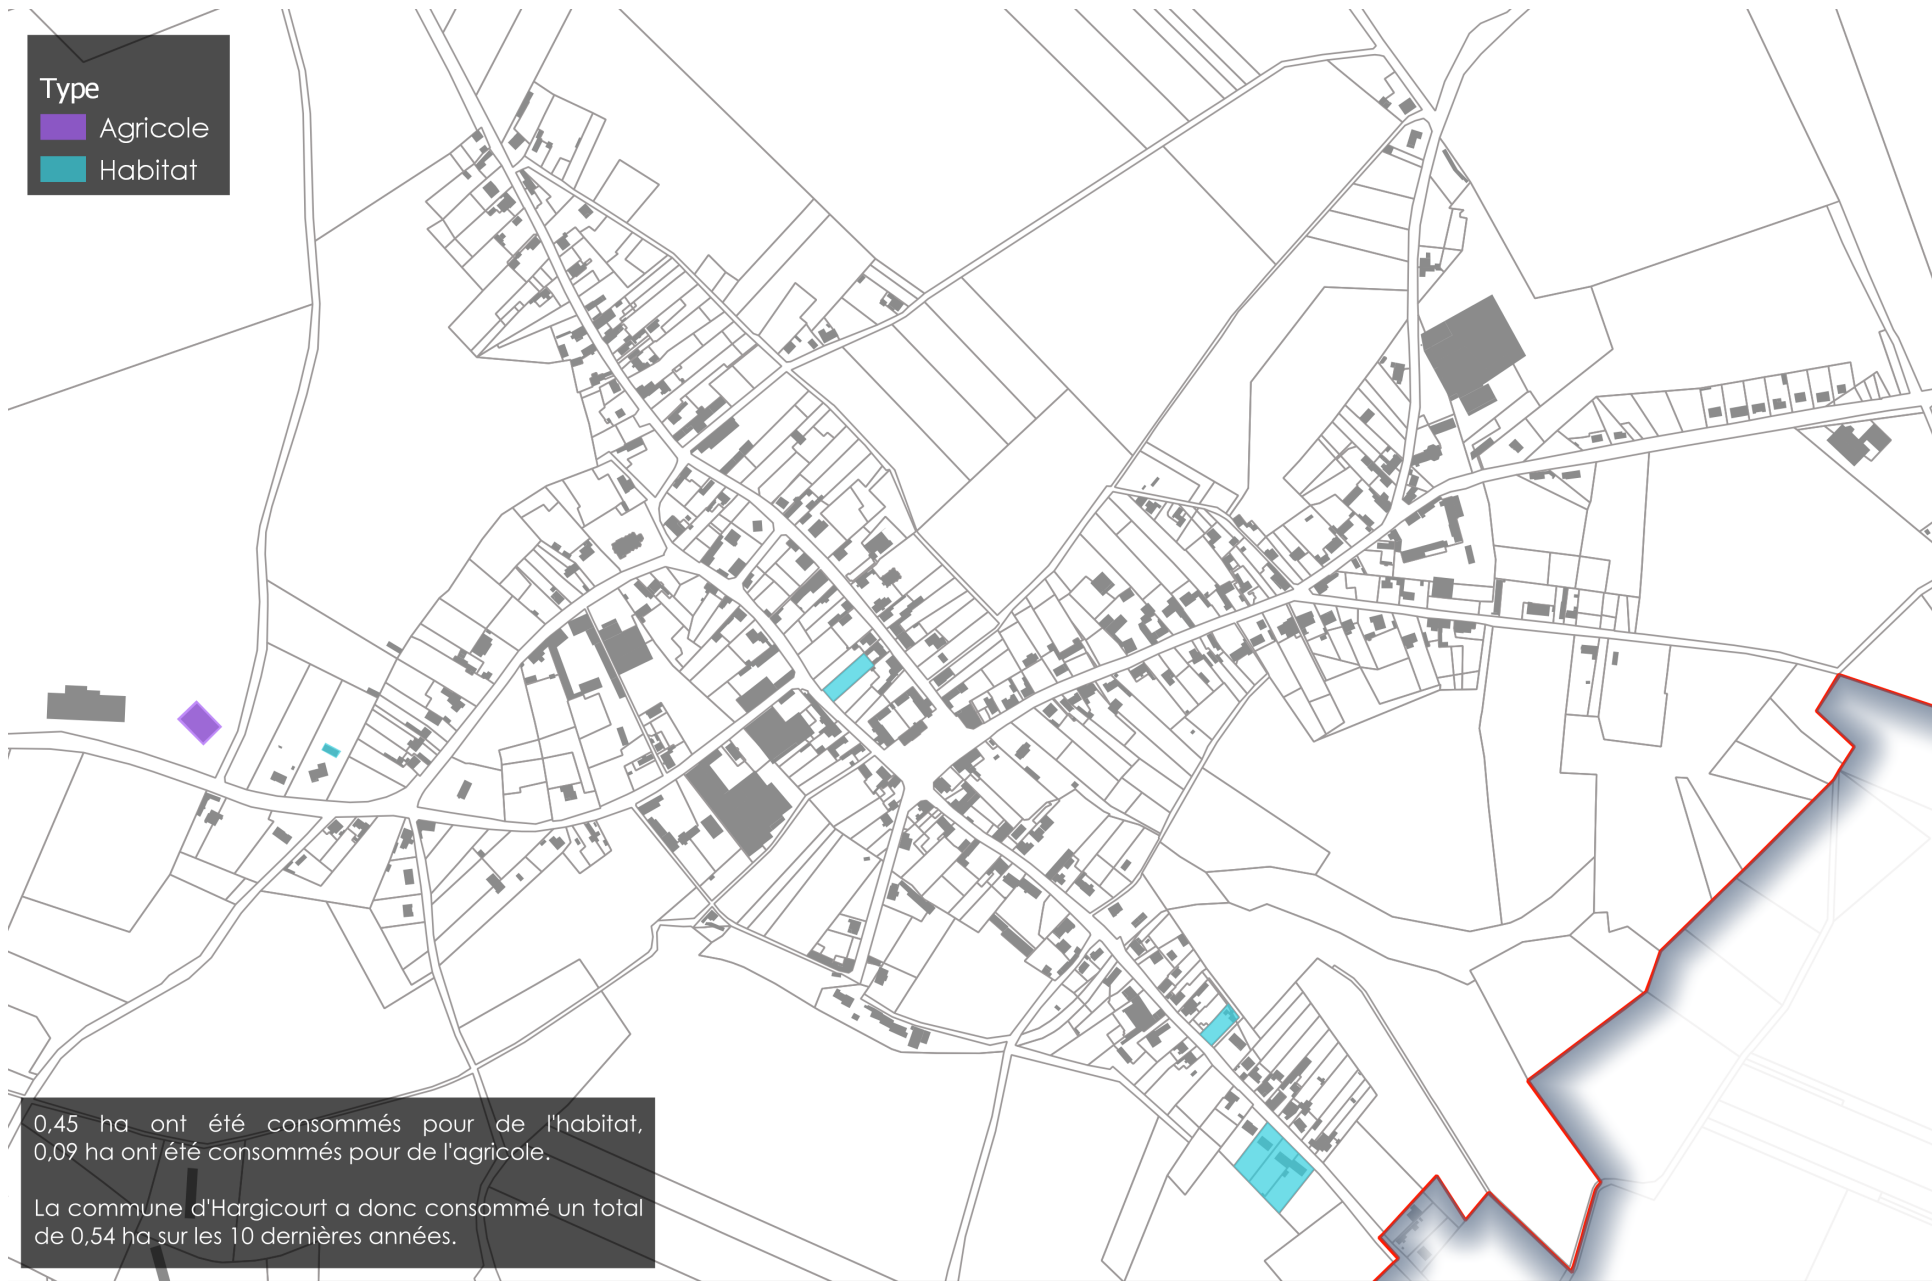 Type
Agricole
Habitat
0,45 ha ont été consommés pour de l'habitat,
0,09 ha ont été consommés pour de l'agricole.
La commune d'Hargicourt a donc consommé un total
de 0,54 ha sur les 10 dernières années.